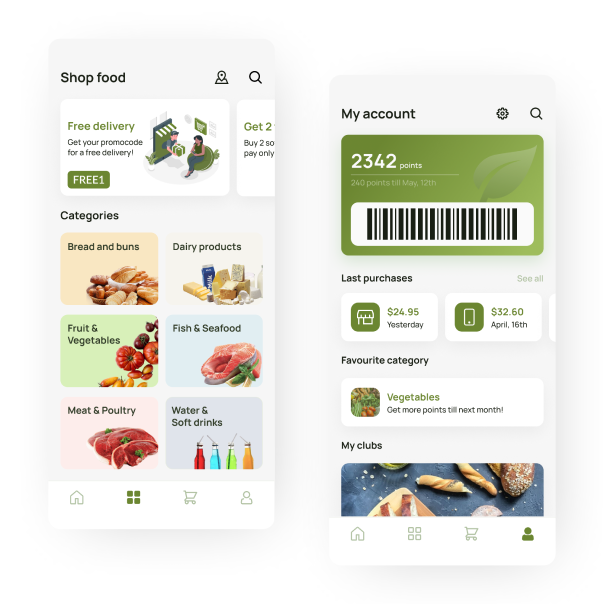 Shop food
Free delivery
Get your promocode
for a free delivery!
FREE1
Get 2
Buy 2 so
pay only
Categories
Bread and buns
Dairy products
Fruit &
Vegetables
Fish & Seafood
Meat & Poultry
Water &
Soft drinks
My account
2342 points
240 points till May, 12th
Last purchases
See all
$24.95
Yesterday
$32.60
April, 16th
Favourite category
Vegetables
Get more points till next month!
My clubs